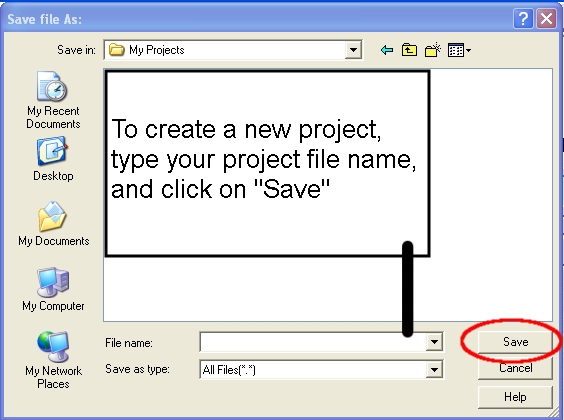 Save file As:
Save in:
My Projects
My Recent
Documents
Desktop
My Documents
My Computer
My Network
Places
To create a new project,
type your project file name,
and click on "Save"
File name:
Save
Save as type:
All Files(*.*)
Cancel
Help